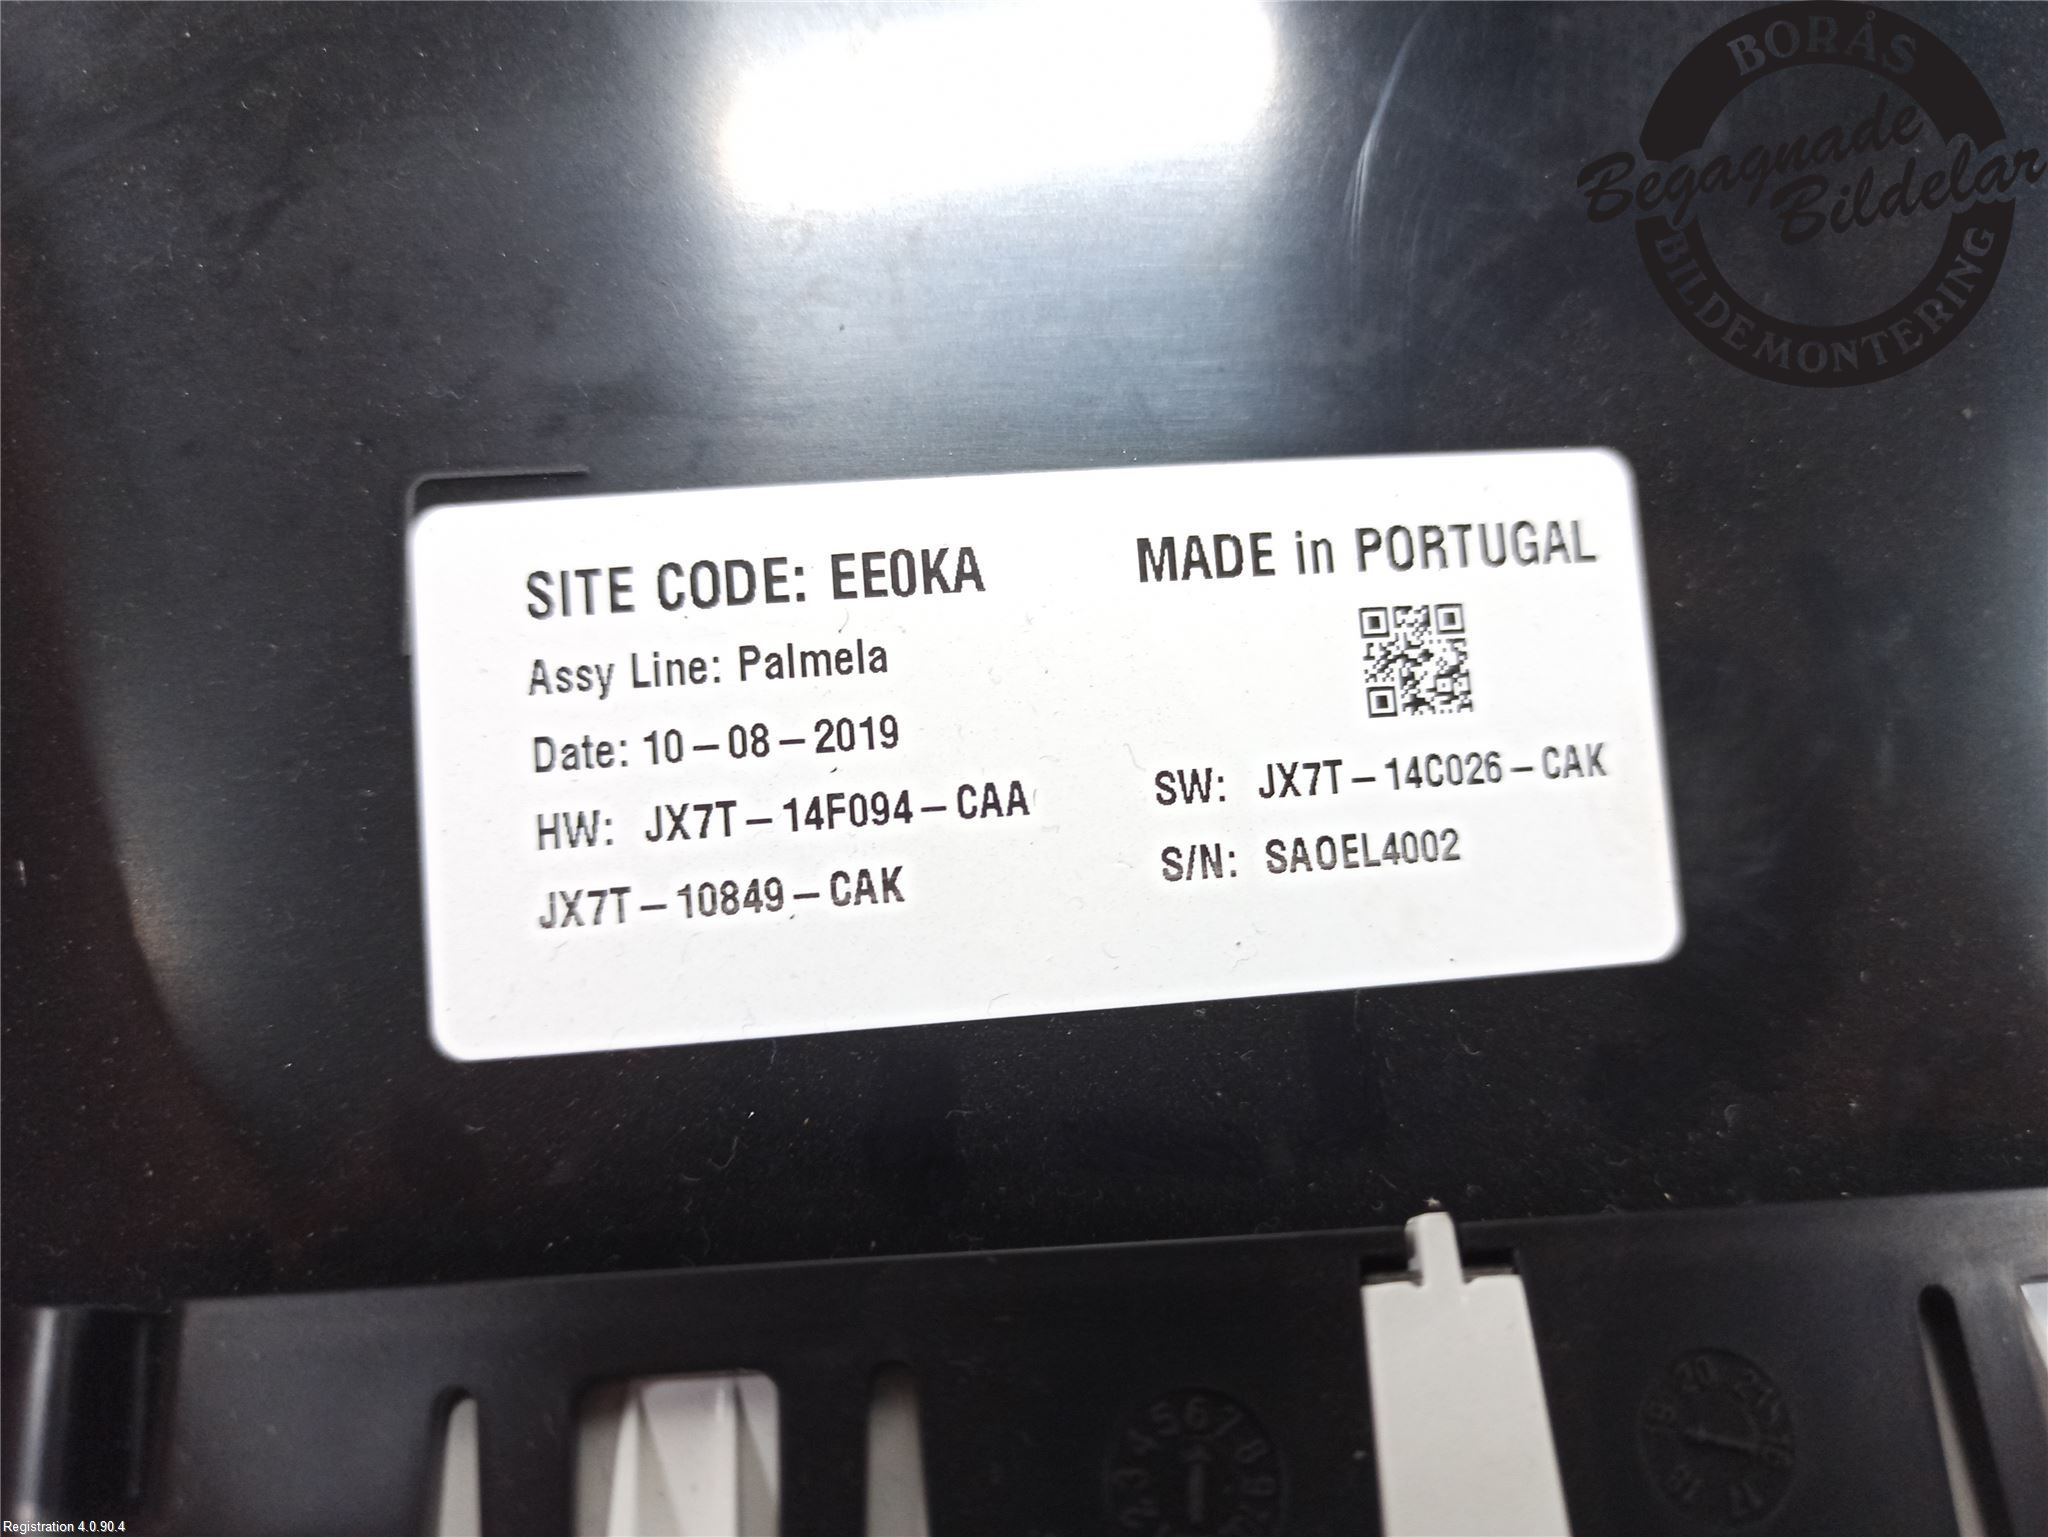 BORÅS
Begagnade
Bildelar
BILDEMONTERING
SITE CODE: EE0KA
MADE in PORTUGAL
Assy Line: Palmela
Date: 10-08-2019
HW: JX7T-14F094-CAA
SW: JX7T-14C026-CAK
JX7T-10849-CAK
S/N: SA0EL4002
Registration 4.0.90.4